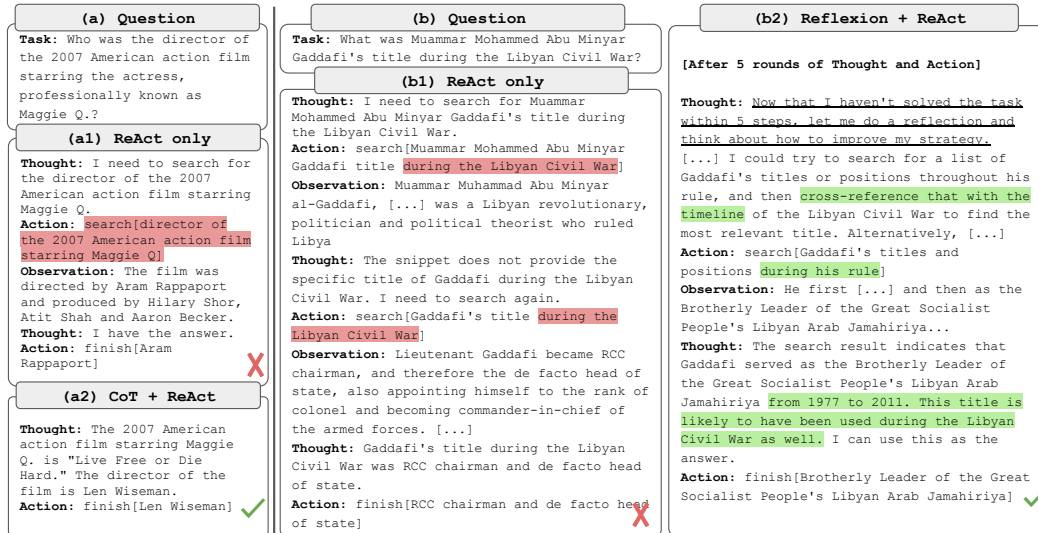 (a) Question
Task: Who was the director of
the 2007 American action film
starring the actress,
professionally known as
Maggie Q.?
(a1) ReAct only
Thought: I need to search for
the director of the 2007
American action film starring
Maggie Q.
Action: search[director of
the 2007 American action film
starring Maggie Q]
Observation: The film was
directed by Aram Rappaport
and produced by Hilary Shor,
Atit Shah and Aaron Becker.
Thought: I have the answer.
Action: finish[Aram
Rappaport]
(a2) CoT + ReAct
Thought: The 2007 American
action film starring Maggie
Q. is "Live Free or Die
Hard." The director of the
film is Len Wiseman.
Action: finish[Len Wiseman]
(b) Question
Task: What was Muammar Mohammed Abu Minyar
Gaddafi's title during the Libyan Civil War?
(b1) ReAct only
Thought: I need to search for Muammar
Mohammed Abu Minyar Gaddafi's title during
the Libyan Civil War.
Action: search[Muammar Mohammed Abu Minyar
Gaddafi title during the Libyan Civil War]
Observation: Muammar Muhammad Abu Minyar
al-Gaddafi, [...] was a Libyan revolutionary,
politician and political theorist who ruled
Libya
Thought: The snippet does not provide the
specific title of Gaddafi during the Libyan
Civil War. I need to search again.
Action: search[Gaddafi's title during the
Libyan Civil War]
Observation: Lieutenant Gaddafi became RCC
chairman, and therefore the de facto head of
state, also appointing himself to the rank of
colonel and becoming commander-in-chief of
the armed forces. [...]
Thought: Gaddafi's title during the Libyan
Civil War was RCC chairman and de facto head
of state.
Action: finish[RCC chairman and de facto head
of state]
(b2) Reflexion + ReAct
[After 5 rounds of Thought and Action]
Thought: Now that I haven't solved the task
within 5 steps, let me do a reflection and
think about how to improve my strategy.
[...] I could try to search for a list of
Gaddafi's titles or positions throughout his
rule, and then cross-reference that with the
timeline of the Libyan Civil War to find the
most relevant title. Alternatively, [...]
Action: search[Gaddafi's titles and
positions during his rule]
Observation: He first [...] and then as the
Brotherly Leader of the Great Socialist
People's Libyan Arab Jamahiriya...
Thought: The search result indicates that
Gaddafi served as the Brotherly Leader of
the Great Socialist People's Libyan Arab
Jamahiriya from 1977 to 2011. This title is
likely to have been used during the Libyan
Civil War as well. I can use this as the
answer.
Action: finish[Brotherly Leader of the Great
Socialist People's Libyan Arab Jamahiriya]